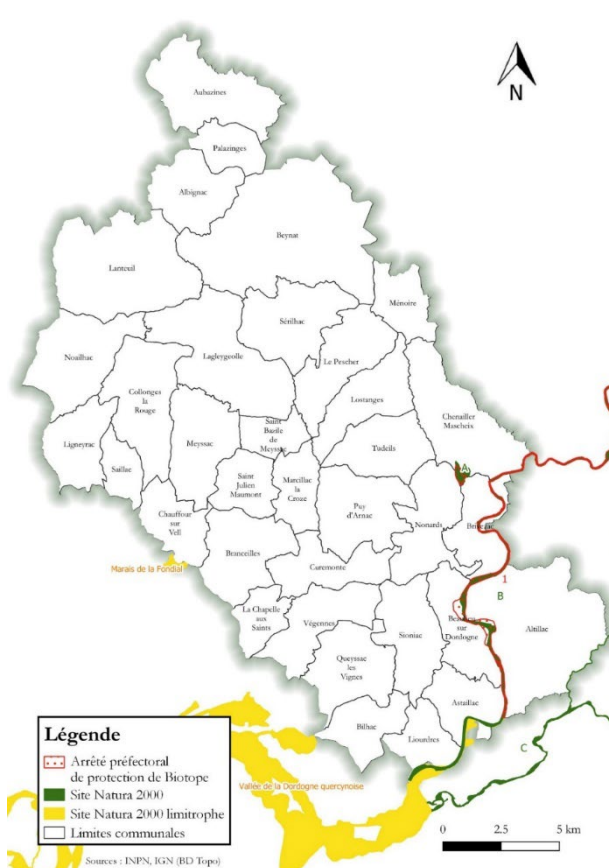 N
Aubazines
Palazinges
Albignac
Beynat
Lanteuil
Ménoire
Sérilhac
Noailhac
Lagleygeolle
Le Pescher
Collonges
la
Rouge
Lostanges
Chenailler
Mascheix
Ligneyrac
Meyssac
Saint
Bazile
de
Meyssac
Tudeils
Saillac
A
Saint
Julien
Maumont
Marcillac
la
Croze
Puy
d'Arnac
Nonards
Chauffour
sur
Vell
Branceilles
Marais de la Fondial
Curemonte
1
B
La Chapelle
aux
Saints
Végennes
Sioniac
sur
Dordogne
Altillac
Queyssac
les
Vignes
Astaillac
Bilhac
Liourdres
C
Vallée de la Dordogne quercynoise
Légende
Arrêté préfectoral
de protection de Biotope
Site Natura 2000
Site Natura 2000 limitrophe
Limites communales
0 2.5 5 km
Sources : INPN, IGN (BD Topo)